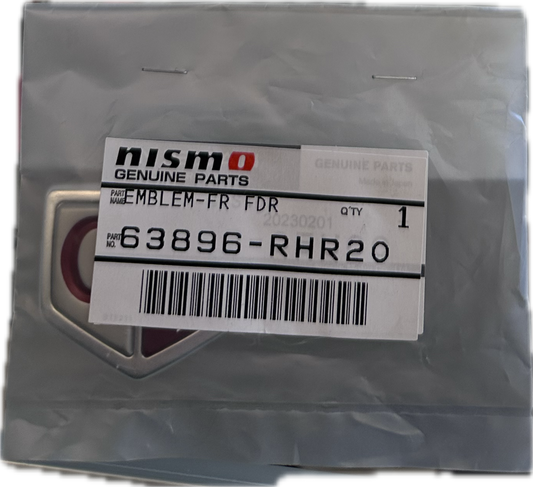 nismo
GENUINE PARTS
GENUINE PARTS
PART NAME EMBLEM-FR FDR Q'TY 1
20230201
PART NO. 63896-RHR20